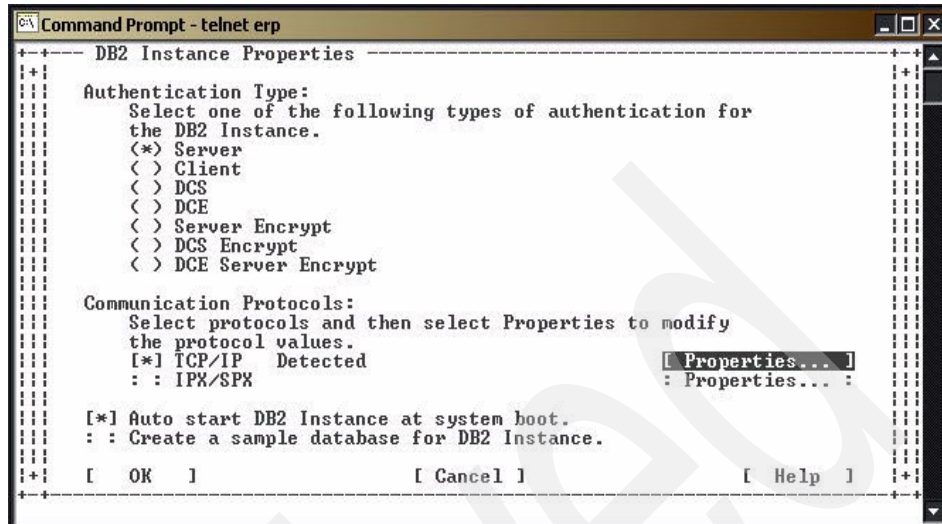 Command Prompt - telnet erp
DB2 Instance Properties
Authentication Type:
Select one of the following types of authentication for
the DB2 Instance.
(*) Server
( ) Client
( ) DCS
( ) DCE
( ) Server Encrypt
( ) DCS Encrypt
( ) DCE Server Encrypt
Communication Protocols:
Select protocols and then select Properties to modify
the protocol values.
[*] TCP/IP Detected [ Properties... ]
: : IPX/SPX : Properties... :
[*] Auto start DB2 Instance at system boot.
: : Create a sample database for DB2 Instance.
[ OK ] [ Cancel ] [ Help ]